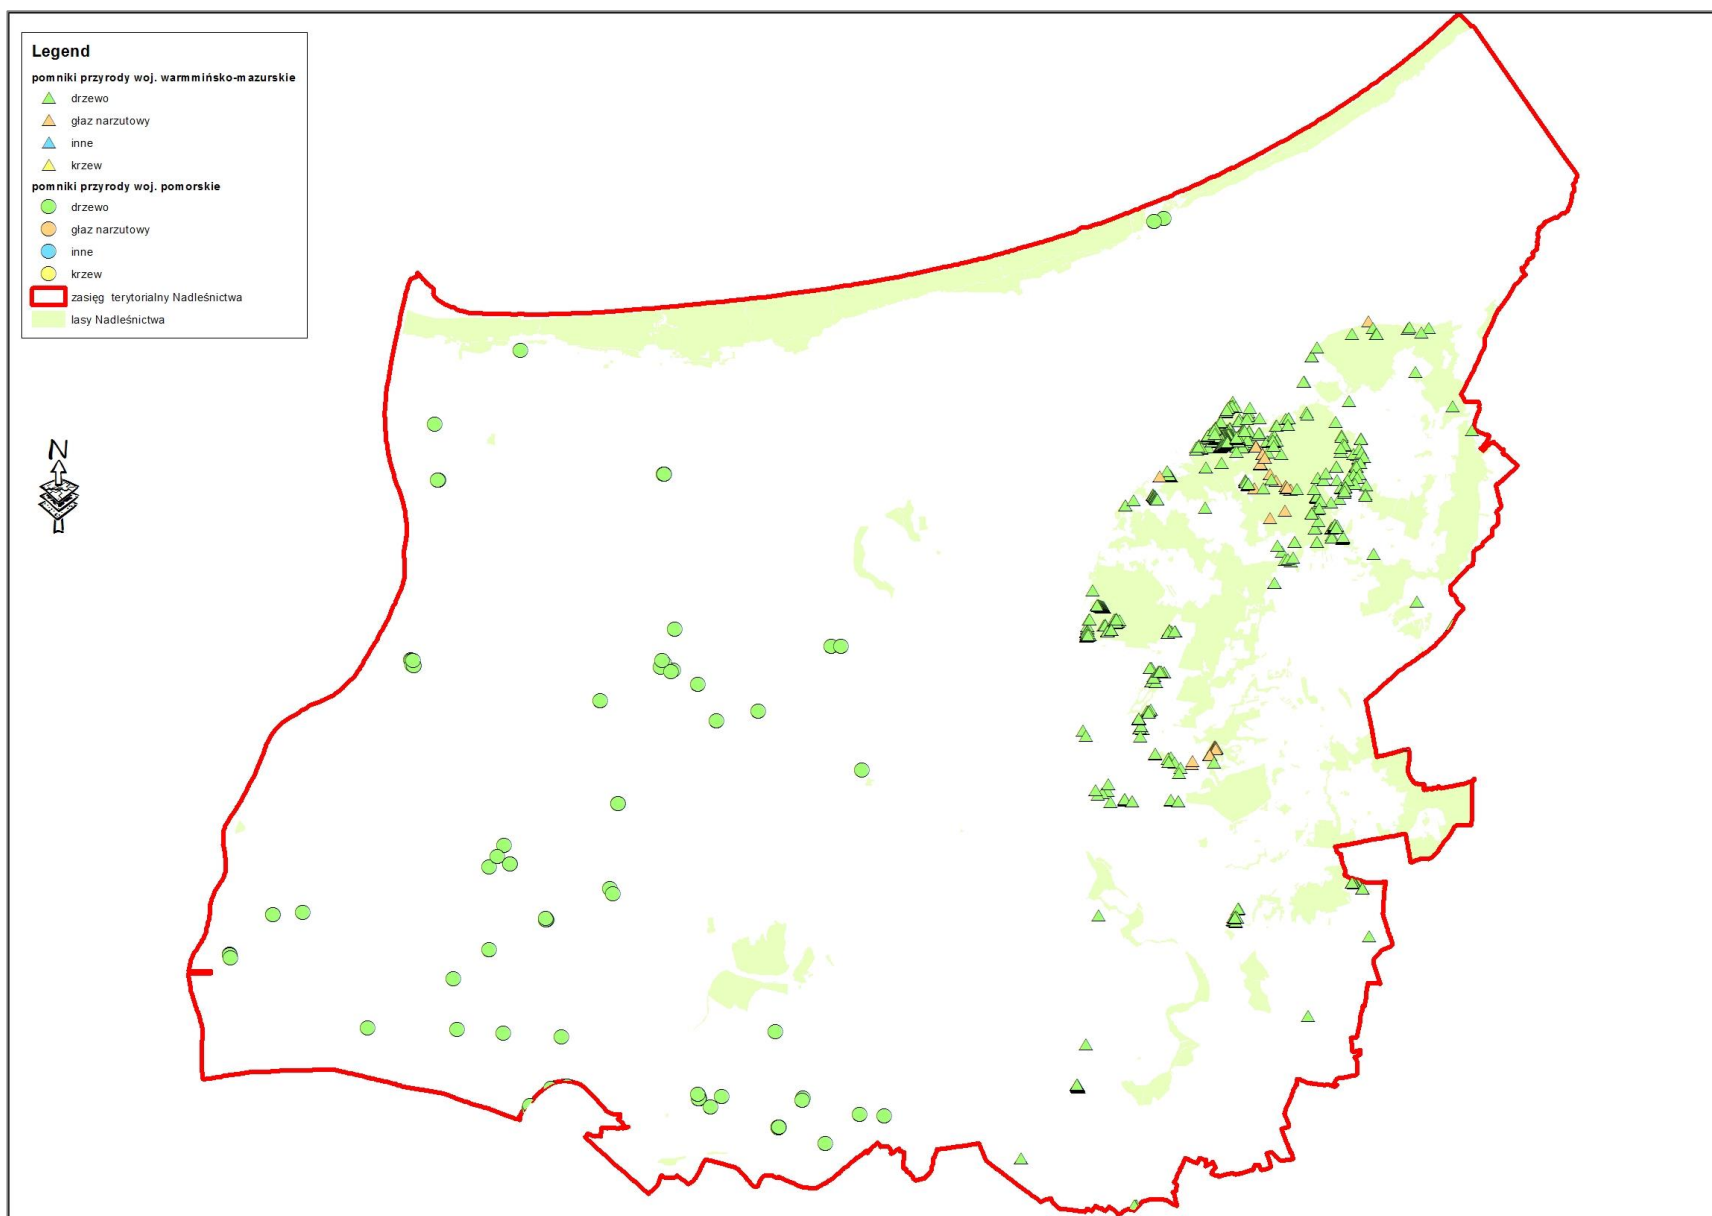 Legend
pomniki przyrody woj. warmmińsko-mazurskie
drzewo
głaz narzutowy
inne
krzew
pomniki przyrody woj. pomorskie
drzewo
głaz narzutowy
inne
krzew
zasięg terytorialny Nadleśnictwa
lasy Nadleśnictwa
N